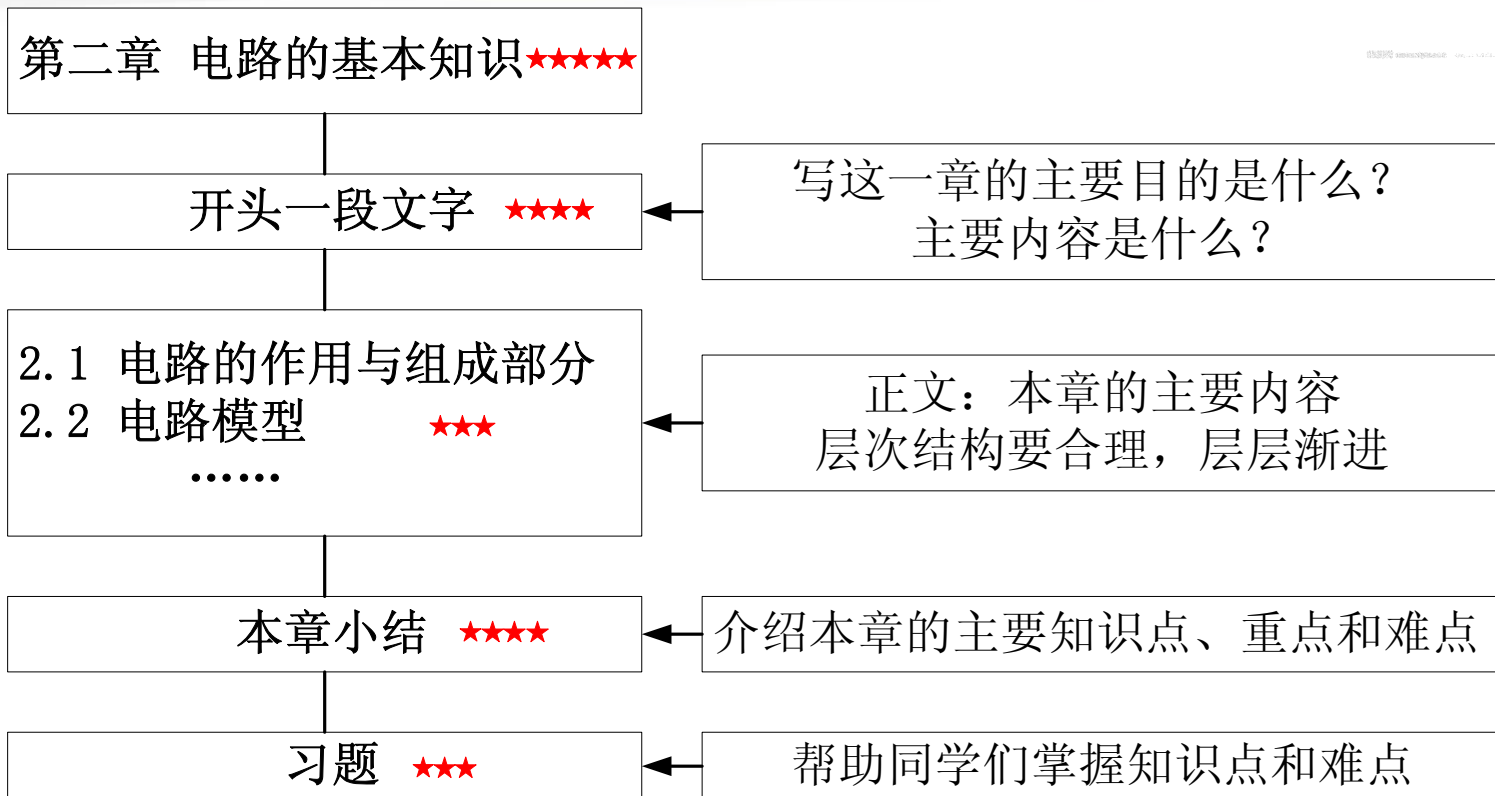 第二章 电路的基本知识★★★★★
开头一段文字 ★★★★
写这一章的主要目的是什么？
主要内容是什么？
2.1 电路的作用与组成部分
2.2 电路模型 ★★★
……
正文：本章的主要内容
层次结构要合理，层层渐进
本章小结 ★★★★
介绍本章的主要知识点、重点和难点
习题 ★★★
帮助同学们掌握知识点和难点